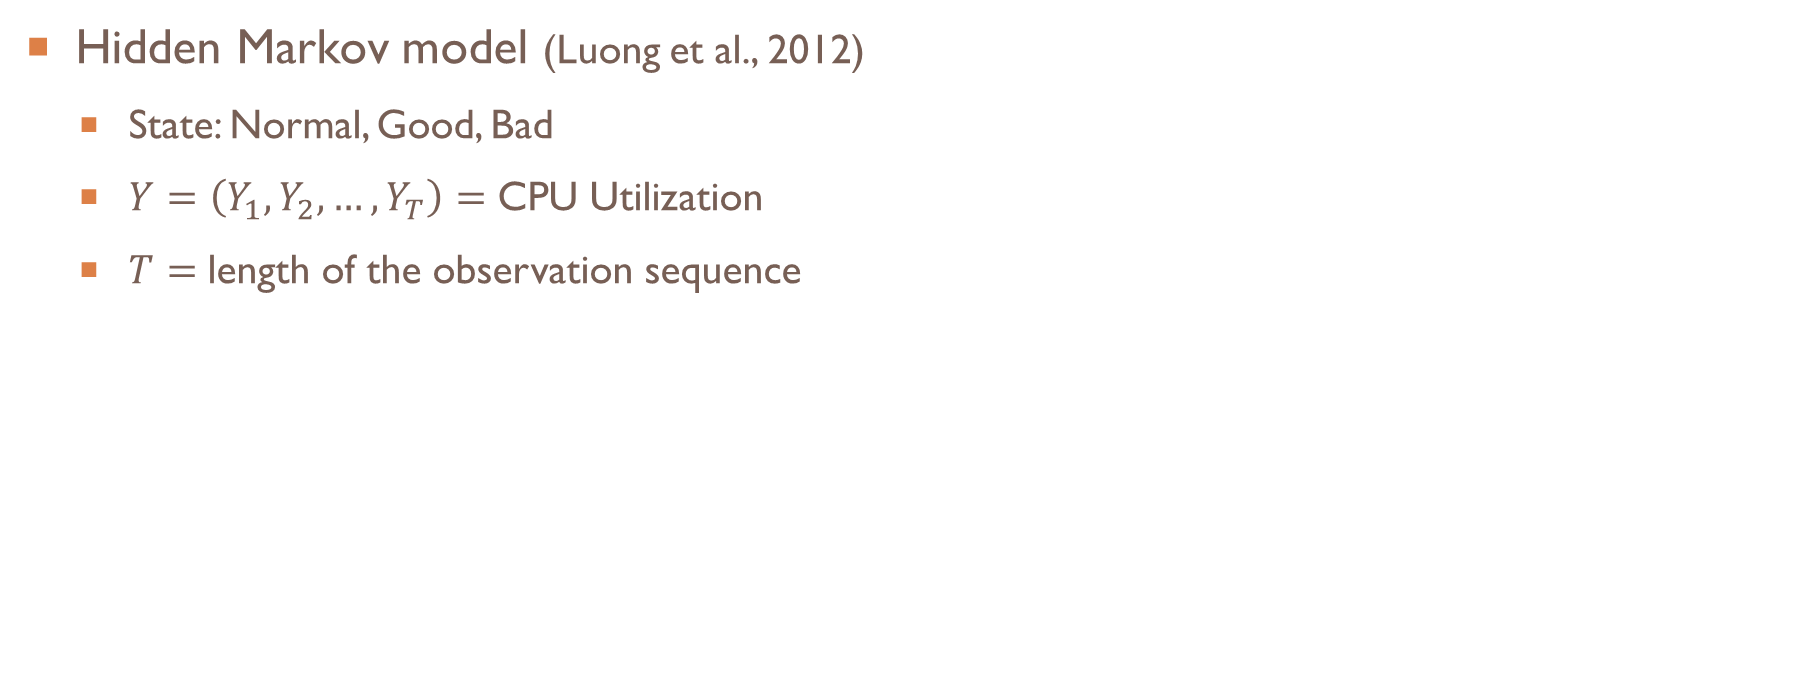 Hidden Markov model (Luong et al., 2012)
State: Normal, Good, Bad
Y = (Y₁, Y₂, … , Y_T) = CPU Utilization
T = length of the observation sequence